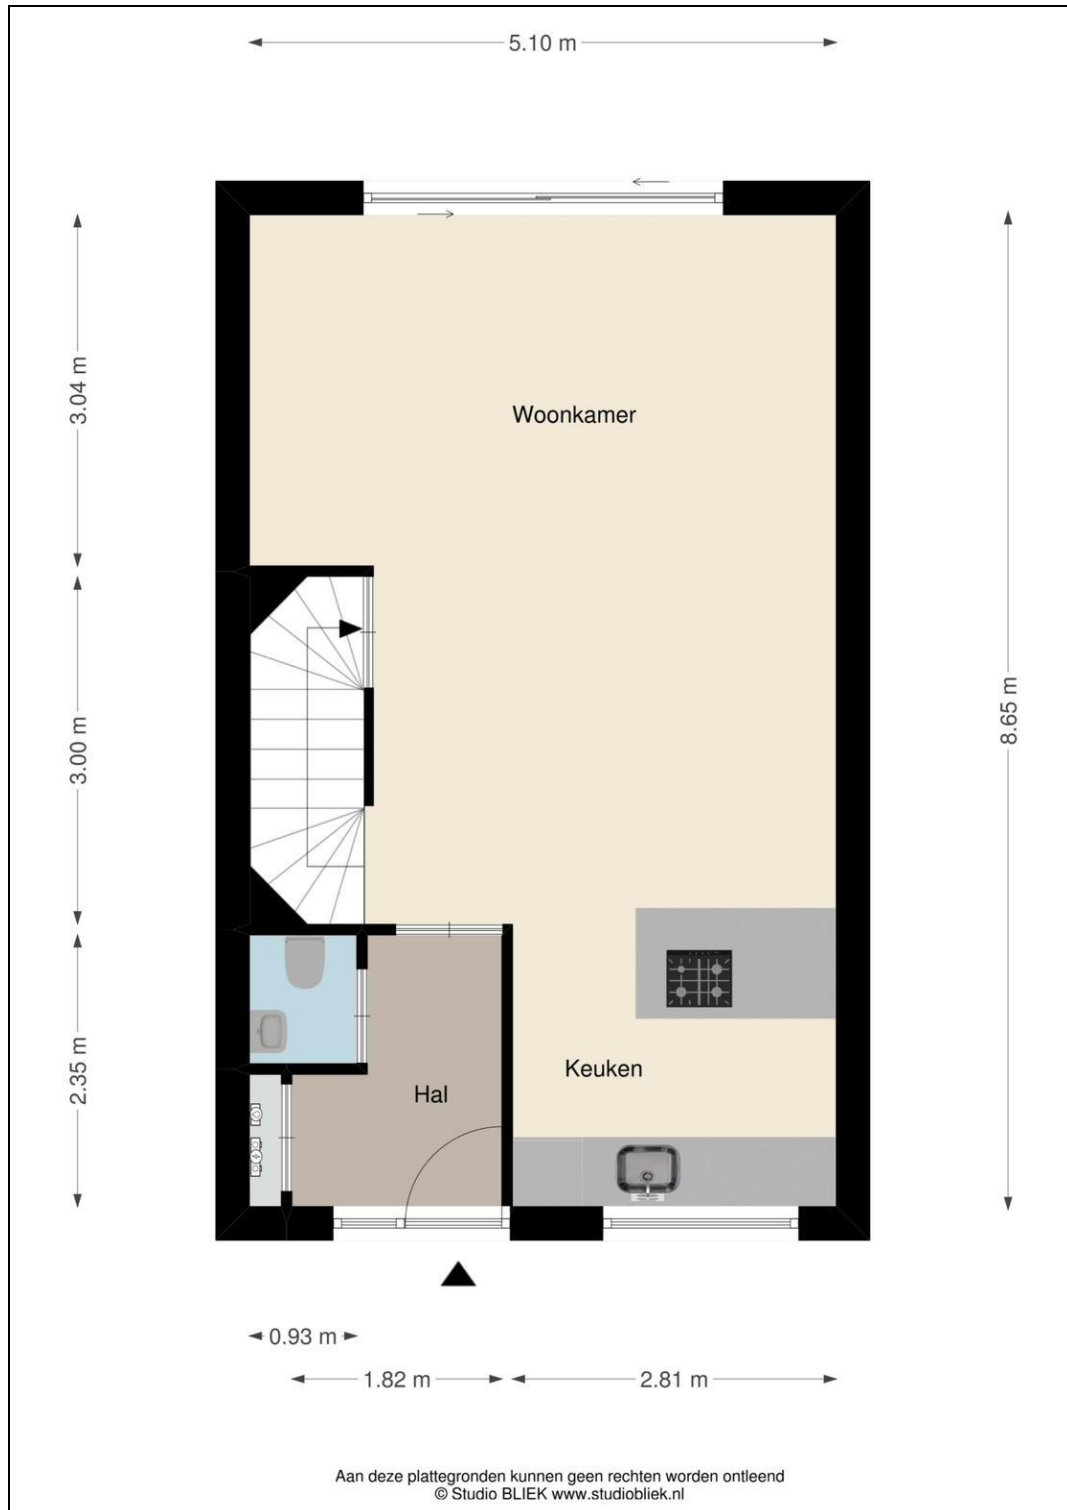 5.10 m
3.04 m
Woonkamer
3.00 m
8.65 m
2.35 m
Keuken
Hal
0.93 m
1.82 m
2.81 m
Aan deze plattegronden kunnen geen rechten worden ontleend
© Studio BLIEK www.studiobliek.nl